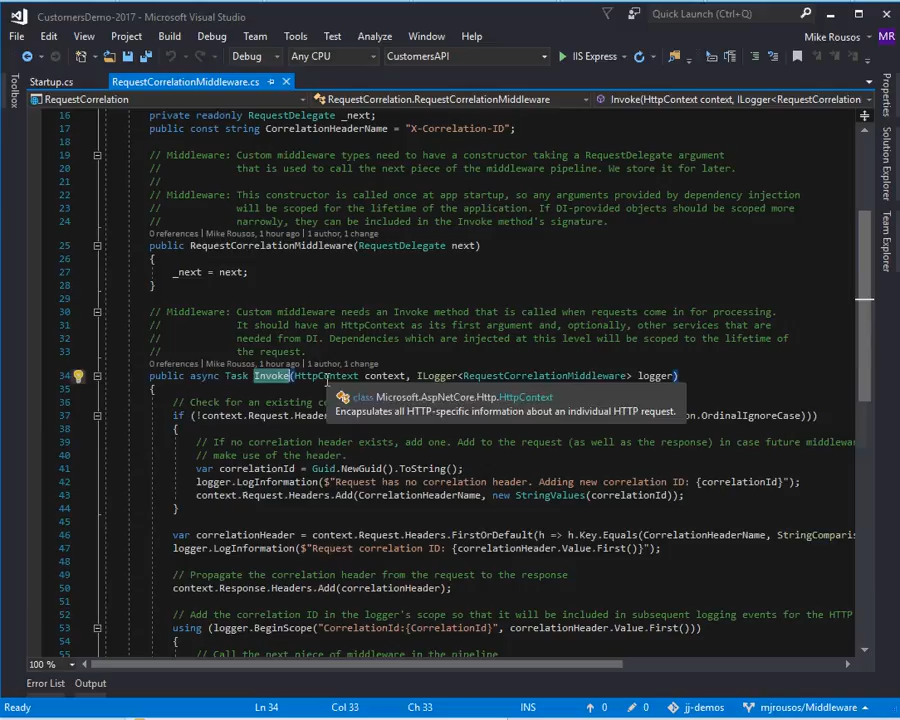 CustomersDemo-2017 - Microsoft Visual Studio
Quick Launch (Ctrl+Q)
File Edit View Project Build Debug Team Tools Test Analyze Window Help
Mike Rousos MR
Debug Any CPU CustomersAPI IIS Express
Startup.cs RequestCorrelationMiddleware.cs
Toolbox
Properties
Solution Explorer
Team Explorer
RequestCorrelation RequestCorrelation.RequestCorrelationMiddleware Invoke(HttpContext context, ILogger<RequestCorrelation
16 private readonly RequestDelegate _next;
17 public const string CorrelationHeaderName = "X-Correlation-ID";
18
19 // Middleware: Custom middleware types need to have a constructor taking a RequestDelegate argument
20 // that is used to call the next piece of the middleware pipeline. We store it for later.
21 //
22 // Middleware: This constructor is called once at app startup, so any arguments provided by dependency injection
23 // will be scoped for the lifetime of the application. If DI-provided objects should be scoped more
24 // narrowly, they can be included in the Invoke method's signature.
0 references | Mike Rousos, 1 hour ago | 1 author, 1 change
25 public RequestCorrelationMiddleware(RequestDelegate next)
26 {
27 _next = next;
28 }
29
30 // Middleware: Custom middleware needs an Invoke method that is called when requests come in for processing.
31 // It should have an HttpContext as its first argument and, optionally, other services that are
32 // needed from DI. Dependencies which are injected at this level will be scoped to the lifetime of
33 // the request.
0 references | Mike Rousos, 1 hour ago | 1 author, 1 change
34 public async Task Invoke(HttpContext context, ILogger<RequestCorrelationMiddleware> logger)
35 {
class Microsoft.AspNetCore.Http.HttpContext
36 // Check for an existing co
Encapsulates all HTTP-specific information about an individual HTTP request.
37 if (!context.Request.Header on.OrdinalIgnoreCase)))
38 {
39 // If no correlation header exists, add one. Add to the request (as well as the response) in case future middlewar
40 // make use of the header.
41 var correlationId = Guid.NewGuid().ToString();
42 logger.LogInformation($"Request has no correlation header. Adding new correlation ID: {correlationId}");
43 context.Request.Headers.Add(CorrelationHeaderName, new StringValues(correlationId));
44 }
45
46 var correlationHeader = context.Request.Headers.FirstOrDefault(h => h.Key.Equals(CorrelationHeaderName, StringComparis
47 logger.LogInformation($"Request correlation ID: {correlationHeader.Value.First()}");
48
49 // Propagate the correlation header from the request to the response
50 context.Response.Headers.Add(correlationHeader);
51
52 // Add the correlation ID in the logger's scope so that it will be included in subsequent logging events for the HTTP
53 using (logger.BeginScope("CorrelationId:{CorrelationId}", correlationHeader.Value.First()))
54 {
55 // Call the next piece of middleware in the pipeline
100 %
Error List Output
Ready Ln 34 Col 33 Ch 33 INS 0 0 jj-demos mjrousos/Middleware